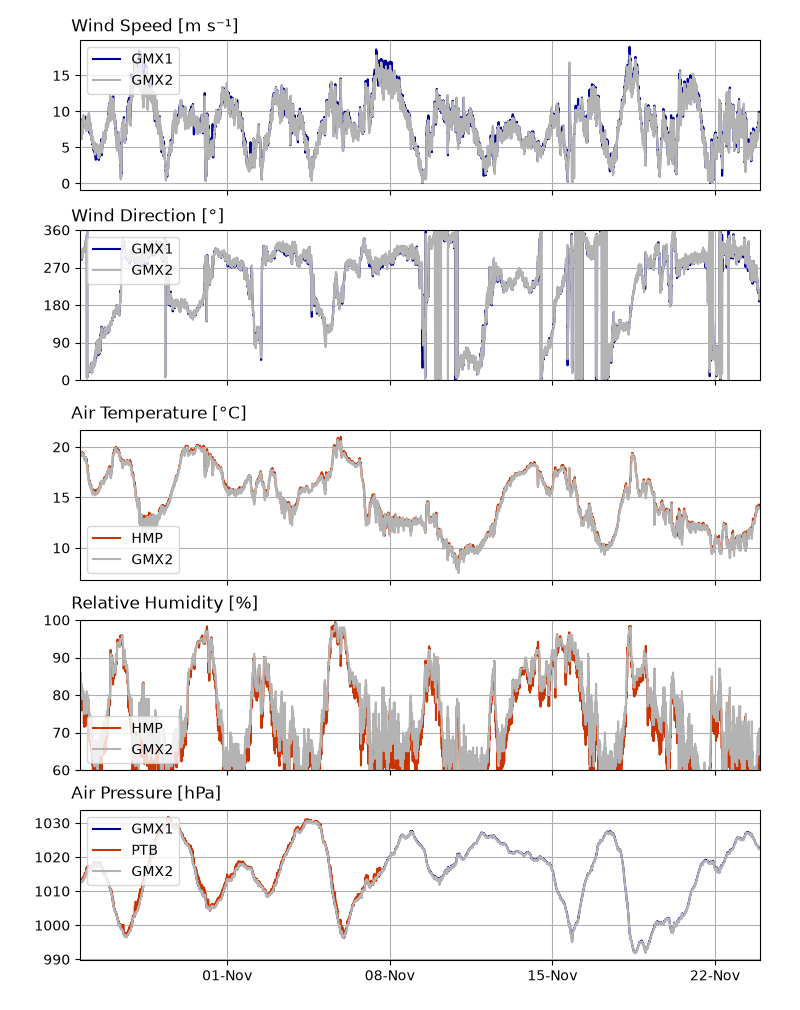 Wind Speed [m s⁻¹]
GMX1
GMX2
15
10
5
0
Wind Direction [°]
360
GMX1
GMX2
270
180
90
0
Air Temperature [°C]
20
15
10
HMP
GMX2
Relative Humidity [%]
100
90
80
70
HMP
GMX2
60
Air Pressure [hPa]
1030
GMX1
PTB
GMX2
1020
1010
1000
990
01-Nov 08-Nov 15-Nov 22-Nov